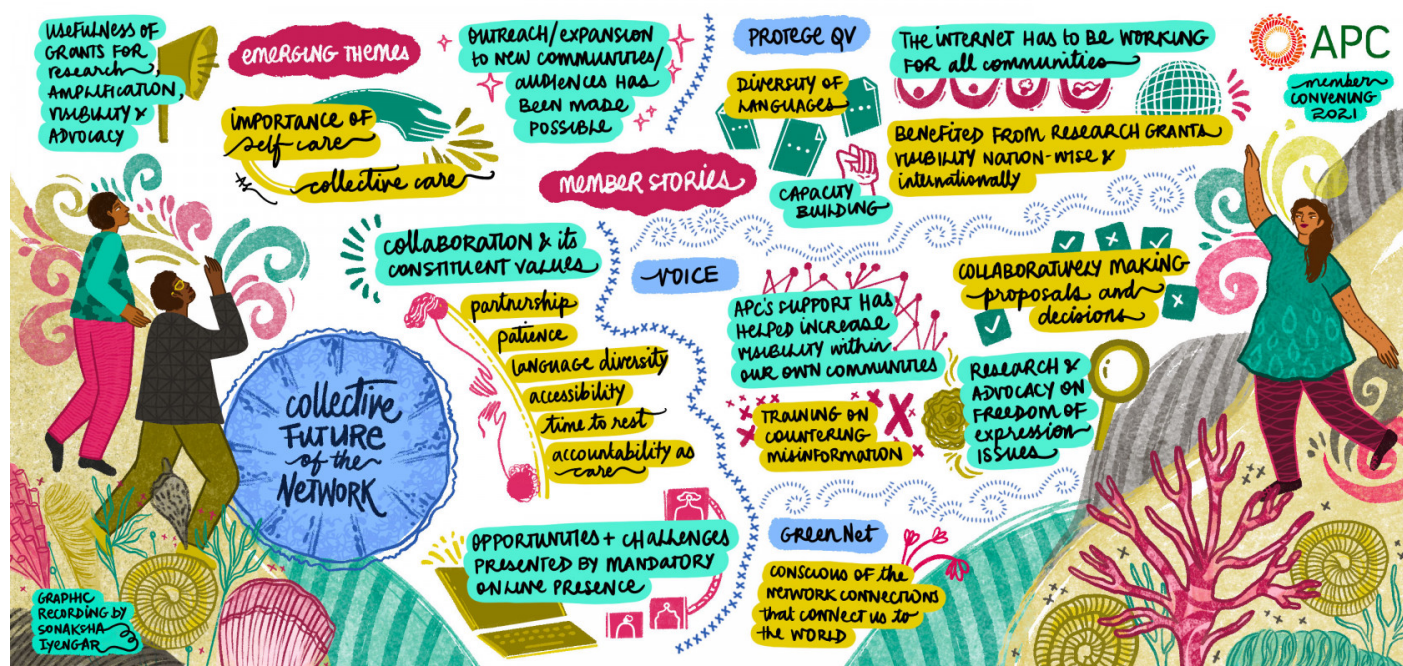 USEFULNESS OF
GRANTS FOR
research,
AMPLIFICATION,
VISIBILITY &
ADVOCACY
EMERGING THEMES
IMPORTANCE OF
self care
collective care
OUTREACH/EXPANSION
to NEW COMMUNITIES/
AUDIENCES HAS
BEEN MADE
POSSIBLE
COLLABORATION & its
CONSTITUENT VALUES
partnership
patience
LANGUAGE diversity
accessibility
time to rest
accountability as
care
collective
FUTURE
of the
NETWORK
OPPORTUNITIES + CHALLENGES
PRESENTED BY MANDATORY
ONLINE PRESENCE
GRAPHIC
RECORDING BY
SONAKSHA
IYENGAR
MEMBER STORIES
PROTEGE QV
DIVERSITY OF
LANGUAGES
CAPACITY
BUILDING
THE INTERNET HAS to BE WORKING
FOR all communities
BENEFITED FROM RESEARCH GRANTS
VISIBILITY NATION-WISE &
internationally
VOICE
APC'S SUPPORT HAS
HELPED INCREASE
VISIBILITY within
OUR OWN COMMUNITIES
COLLABORATIVELY MAKING
proposals and
decisions
TRAINING ON
COUNTERING
MISINFORMATION
RESEARCH &
ADVOCACY ON
FREEDOM OF
expression
ISSUES
GREENNET
CONSCIOUS OF the
NETWORK CONNECTIONS
that CONNECT US to
the WORLD
APC
member
CONVENING
2021